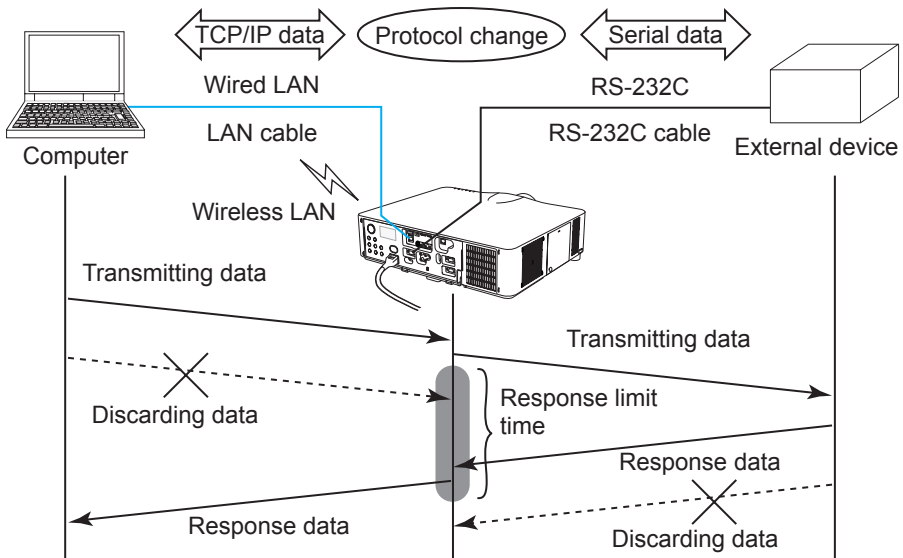 TCP/IP data
Protocol change
Serial data
Wired LAN
RS-232C
LAN cable
RS-232C cable
Computer
External device
Wireless LAN
Transmitting data
Transmitting data
Discarding data
Response limit
time
Response data
Response data
Discarding data